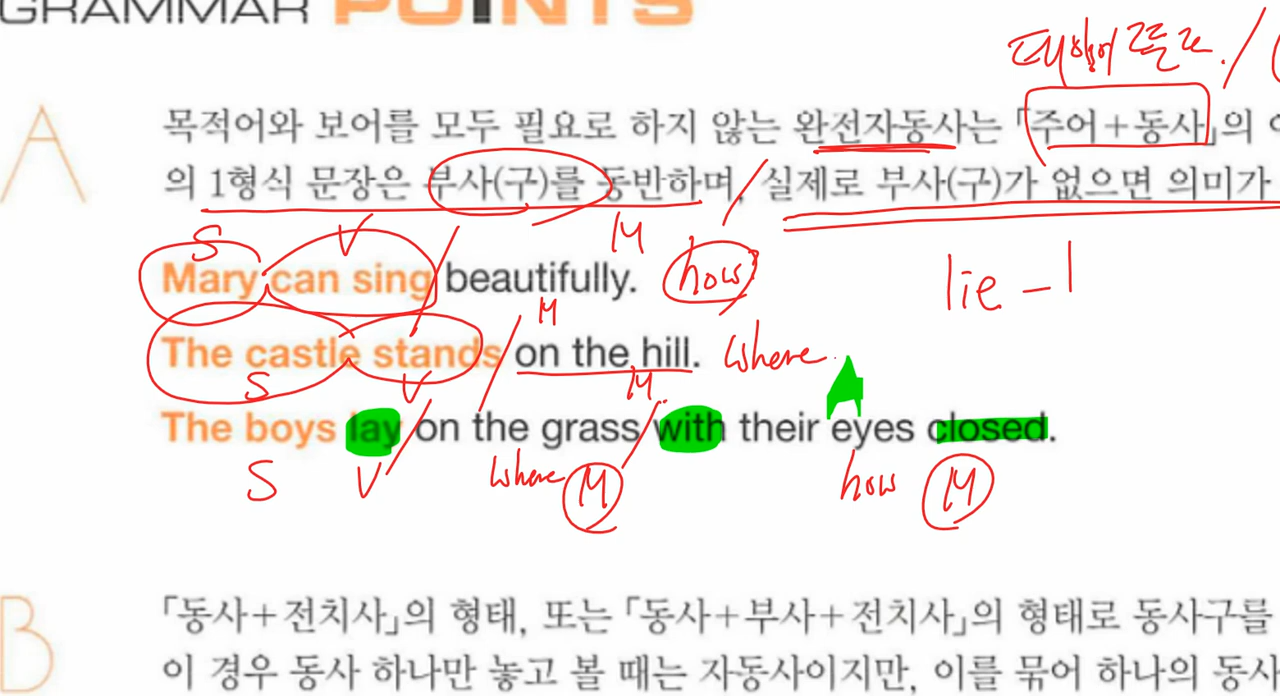 GRAMMAR POINTS
태양어 주로 /
A
목적어와 보어를 모두 필요로 하지 않는 완전자동사는 「주어+동사」의
의 1형식 문장은 부사(구)를 동반하며, / 실제로 부사(구)가 없으면 의미가
S V M
Mary can sing / beautifully. how lie - 1
M
The castle stands / on the hill. where
S V M A
The boys lay / on the grass / with their eyes closed.
S V where M how M
B
「동사+전치사」의 형태, 또는 「동사+부사+전치사」의 형태로 동사구를
이 경우 동사 하나만 놓고 볼 때는 자동사이지만, 이를 묶어 하나의 동사